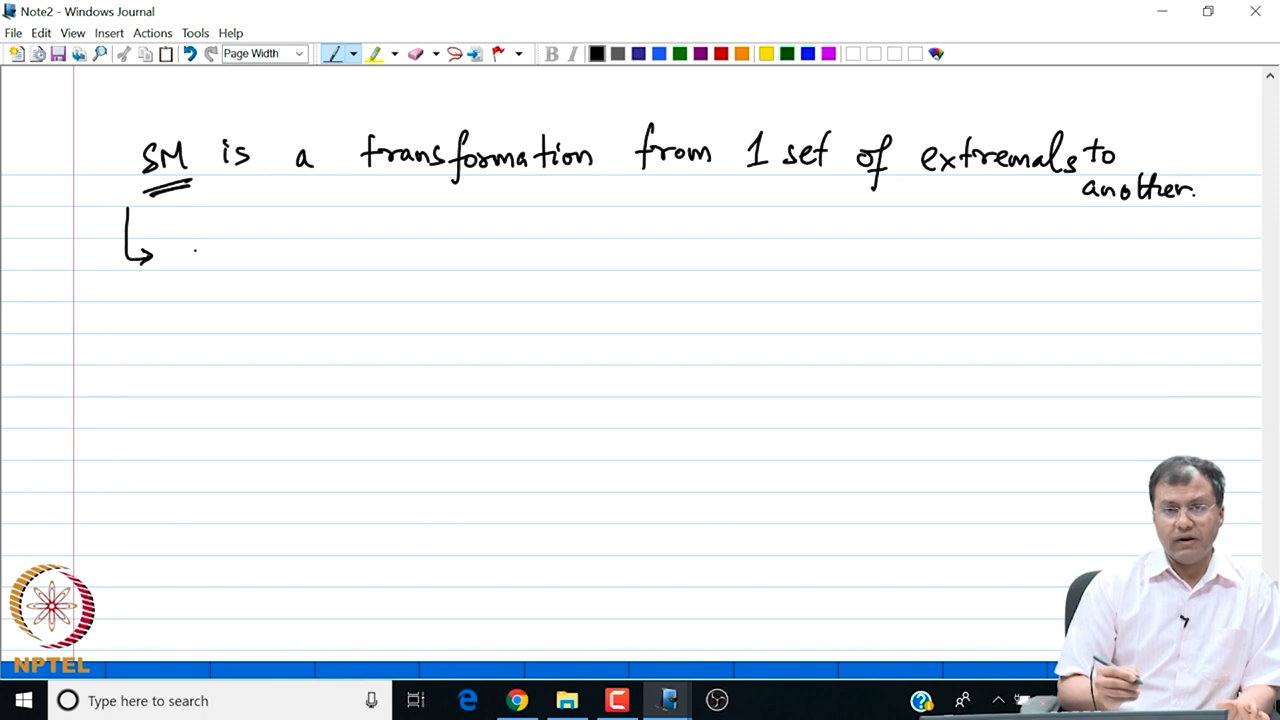 Note2 - Windows Journal
File Edit View Insert Actions Tools Help
Page Width
B I
SM is a transformation from 1 set of extremals to
another.
NPTEL
Type here to search